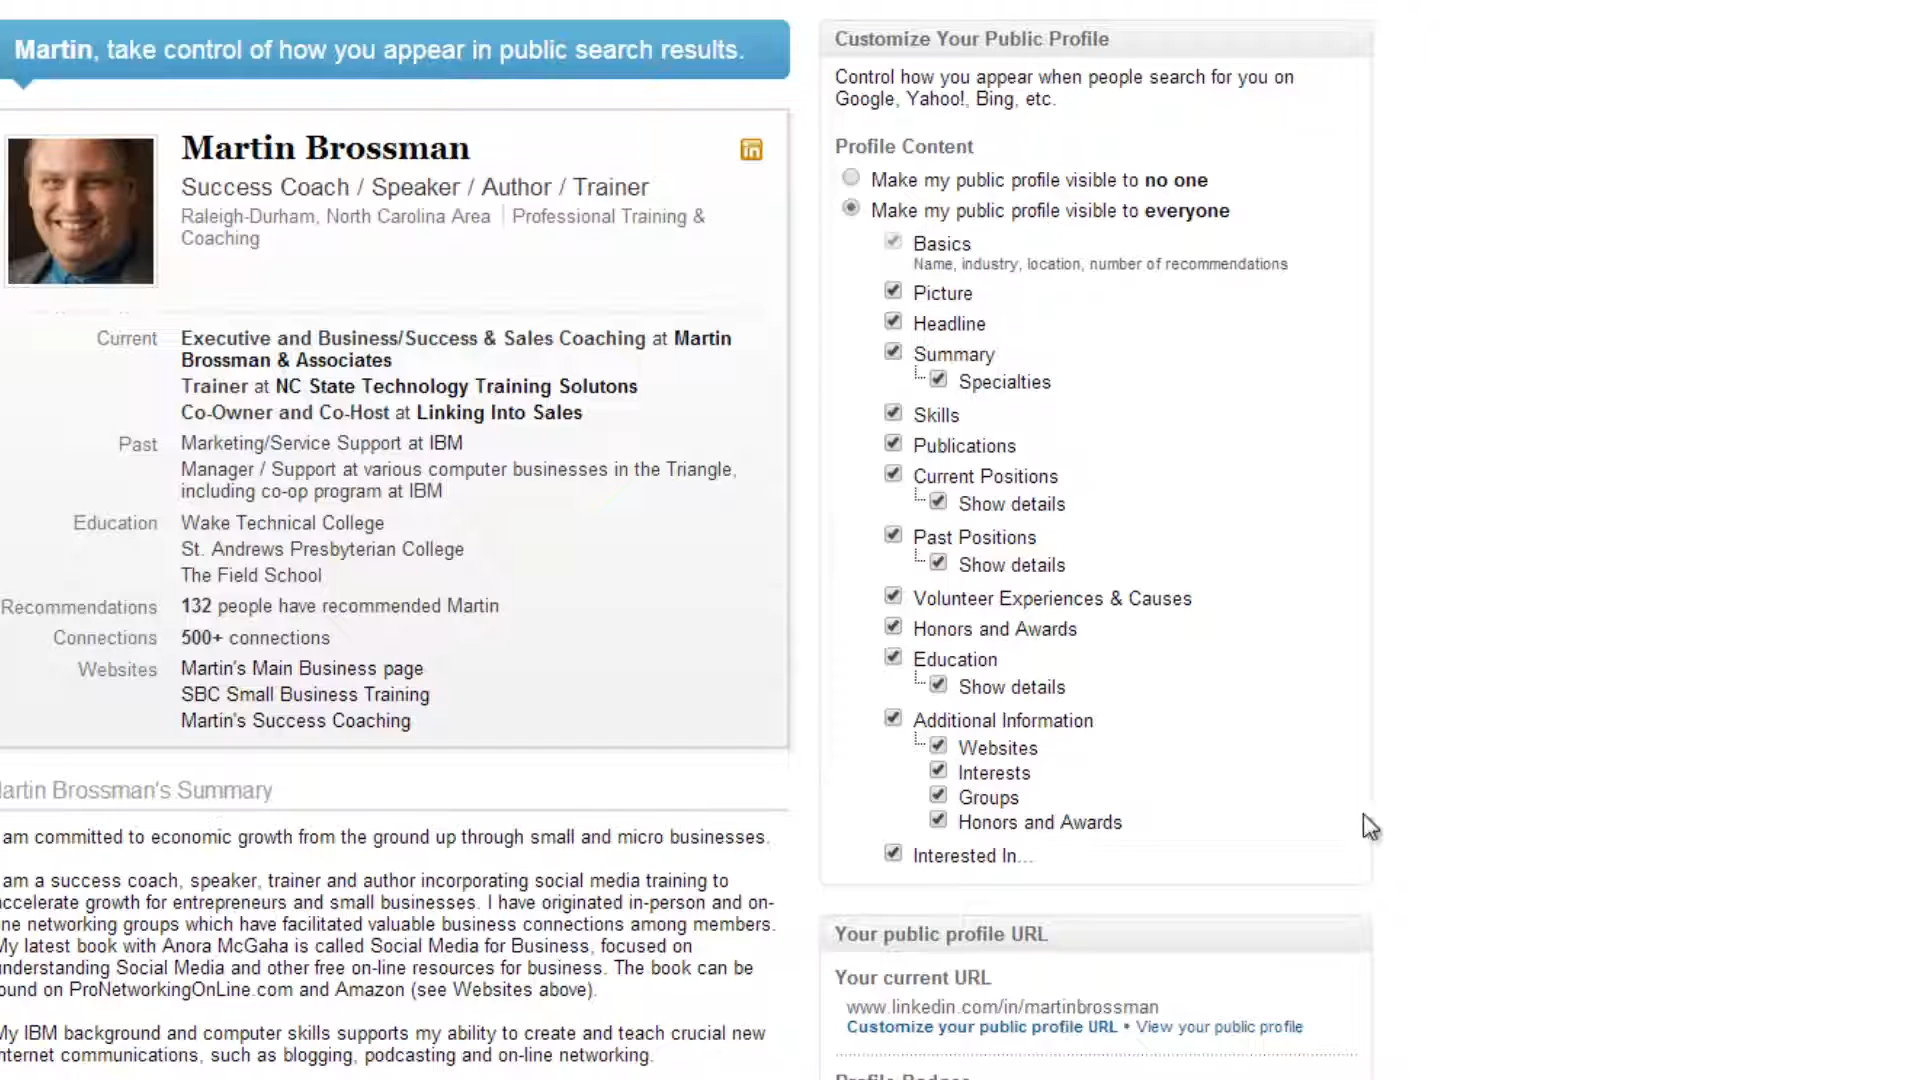 Martin, take control of how you appear in public search results.
Martin Brossman
in
Success Coach / Speaker / Author / Trainer
Raleigh-Durham, North Carolina Area | Professional Training &
Coaching
Current Executive and Business/Success & Sales Coaching at Martin
Brossman & Associates
Trainer at NC State Technology Training Solutons
Co-Owner and Co-Host at Linking Into Sales
Past Marketing/Service Support at IBM
Manager / Support at various computer businesses in the Triangle,
including co-op program at IBM
Education Wake Technical College
St. Andrews Presbyterian College
The Field School
Recommendations 132 people have recommended Martin
Connections 500+ connections
Websites Martin's Main Business page
SBC Small Business Training
Martin's Success Coaching
artin Brossman's Summary
am committed to economic growth from the ground up through small and micro businesses.
am a success coach, speaker, trainer and author incorporating social media training to
accelerate growth for entrepreneurs and small businesses. I have originated in-person and on-
ne networking groups which have facilitated valuable business connections among members.
My latest book with Anora McGaha is called Social Media for Business, focused on
understanding Social Media and other free on-line resources for business. The book can be
ound on ProNetworkingOnLine.com and Amazon (see Websites above).
My IBM background and computer skills supports my ability to create and teach crucial new
nternet communications, such as blogging, podcasting and on-line networking.
Customize Your Public Profile
Control how you appear when people search for you on
Google, Yahoo!, Bing, etc.
Profile Content
Make my public profile visible to no one
Make my public profile visible to everyone
Basics
Name, industry, location, number of recommendations
Picture
Headline
Summary
Specialties
Skills
Publications
Current Positions
Show details
Past Positions
Show details
Volunteer Experiences & Causes
Honors and Awards
Education
Show details
Additional Information
Websites
Interests
Groups
Honors and Awards
Interested In...
Your public profile URL
Your current URL
www.linkedin.com/in/martinbrossman
Customize your public profile URL • View your public profile
Profile Badges